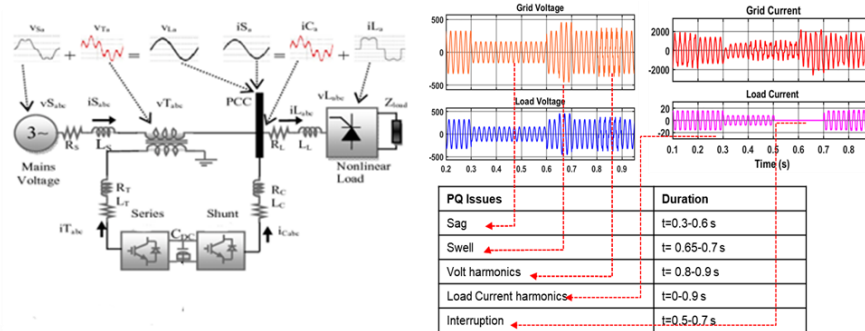 vSa
vTa
vLa
iSa
iCa
iLa
+
=
=
+
vSabc
iSabc
vTabc
PCC
iLabc
vLabc
Zload
3~
RS
LS
RL
LL
Mains
Voltage
Nonlinear
Load
RT
LT
RC
LC
iTabc
Series
CDC
Shunt
iCabc
Grid Voltage
500
0
-500
Load Voltage
500
0
-500
0.2 0.3 0.4 0.5 0.6 0.7 0.8 0.9
Grid Current
2000
0
-2000
Load Current
20
0
-20
0.1 0.2 0.3 0.4 0.5 0.6 0.7 0.8
Time (s)
PQ Issues Duration
Sag t=0.3-0.6 s
Swell t= 0.65-0.7 s
Volt harmonics t= 0.8-0.9 s
Load Current harmonics t=0-0.9 s
Interruption t=0.5-0.7 s